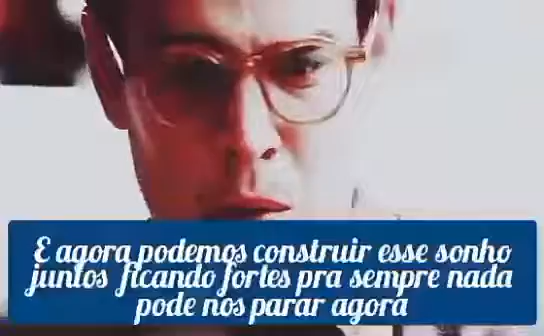 E agora podemos construir esse sonho
juntos ficando fortes pra sempre nada
pode nos parar agora